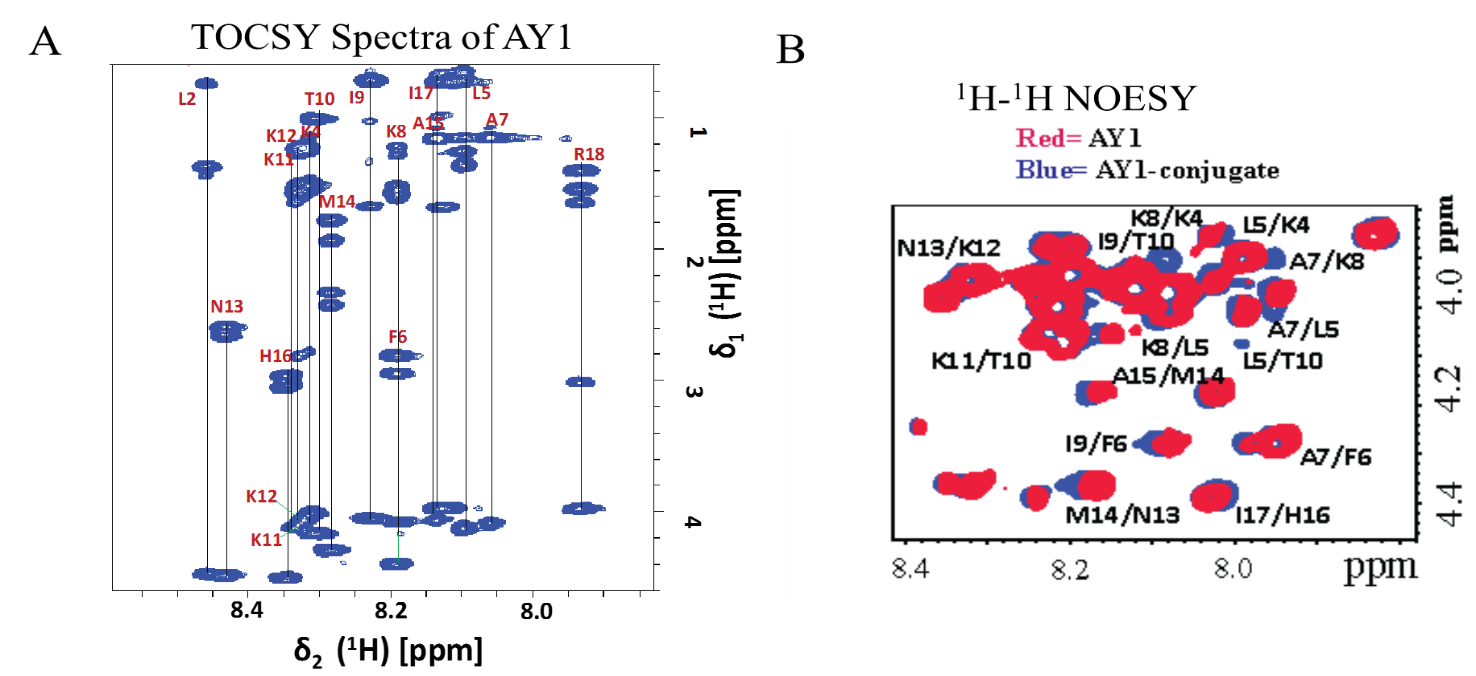 A
TOCSY Spectra of AY1
L2
T10
I9
I17
L5
K12
K4
K11
K8
A15
A7
R18
M14
N13
H16
F6
K12
K11
1
2
3
4
δ1 (1H) [ppm]
8.4
8.2
8.0
δ2 (1H) [ppm]
B
1H-1H NOESY
Red= AY1
Blue= AY1-conjugate
K8/K4
L5/K4
N13/K12
I9/T10
A7/K8
A7/L5
K11/T10
K8/L5
L5/T10
A15/M14
I9/F6
A7/F6
M14/N13
I17/H16
ppm
4.0
4.2
4.4
8.4
8.2
8.0
ppm